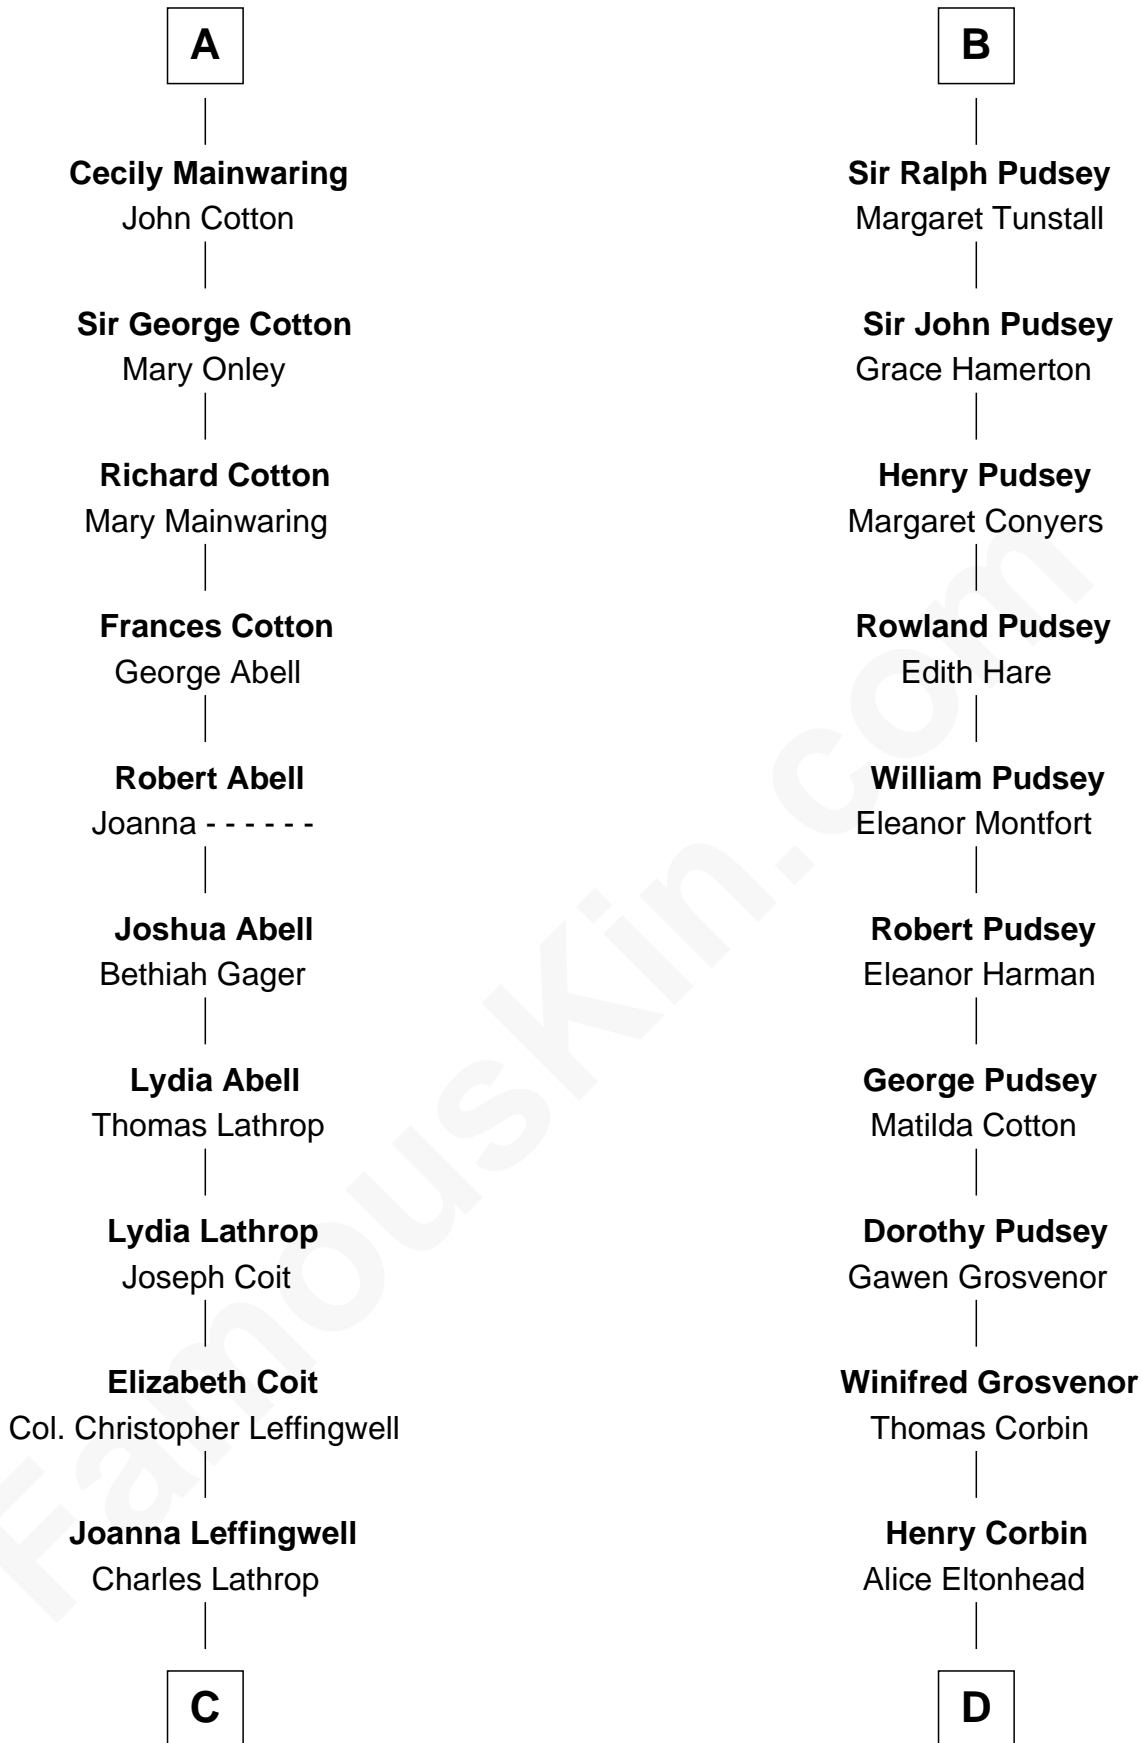 A
Cecily Mainwaring
John Cotton
Sir George Cotton
Mary Onley
Richard Cotton
Mary Mainwaring
Frances Cotton
George Abell
Robert Abell
Joanna - - - - - -
Joshua Abell
Bethiah Gager
Lydia Abell
Thomas Lathrop
Lydia Lathrop
Joseph Coit
Elizabeth Coit
Col. Christopher Leffingwell
Joanna Leffingwell
Charles Lathrop
C
B
Sir Ralph Pudsey
Margaret Tunstall
Sir John Pudsey
Grace Hamerton
Henry Pudsey
Margaret Conyers
Rowland Pudsey
Edith Hare
William Pudsey
Eleanor Montfort
Robert Pudsey
Eleanor Harman
George Pudsey
Matilda Cotton
Dorothy Pudsey
Gawen Grosvenor
Winifred Grosvenor
Thomas Corbin
Henry Corbin
Alice Eltonhead
D
FamousKin.com